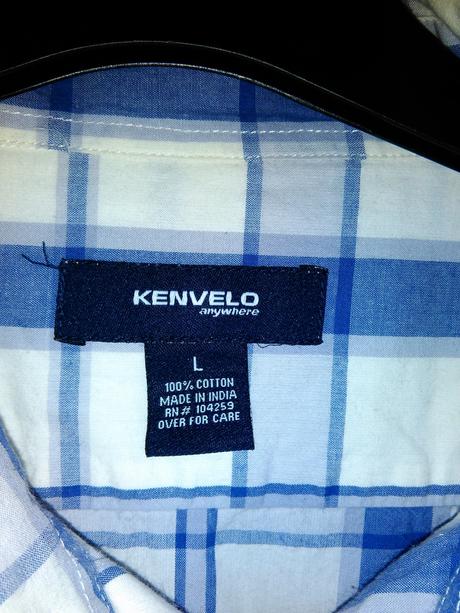 KENVELO
anywhere
L
100% COTTON
MADE IN INDIA
RN# 104259
OVER FOR CARE